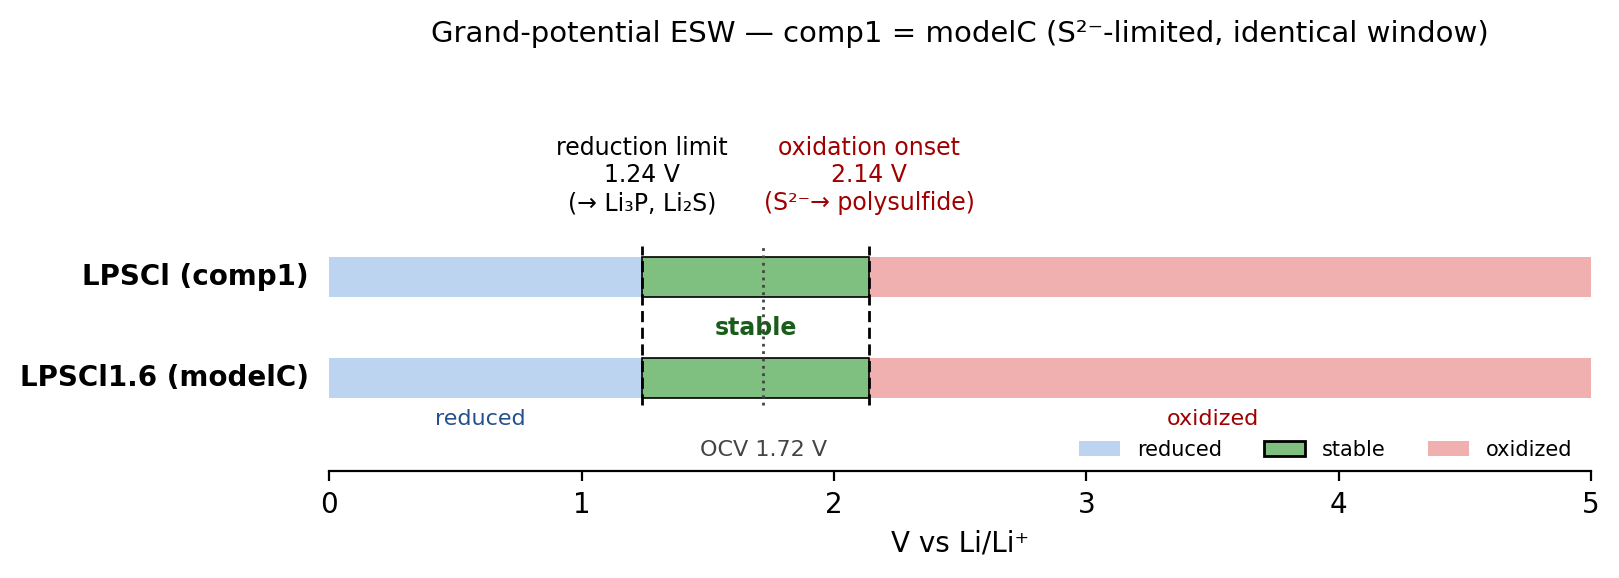 Grand-potential ESW — comp1 = modelC (S²⁻-limited, identical window)
reduction limit
1.24 V
(→ Li₃P, Li₂S)
oxidation onset
2.14 V
(S²⁻→ polysulfide)
LPSCl (comp1)
stable
LPSCl1.6 (modelC)
reduced
oxidized
OCV 1.72 V
reduced
stable
oxidized
0 1 2 3 4 5
V vs Li/Li⁺